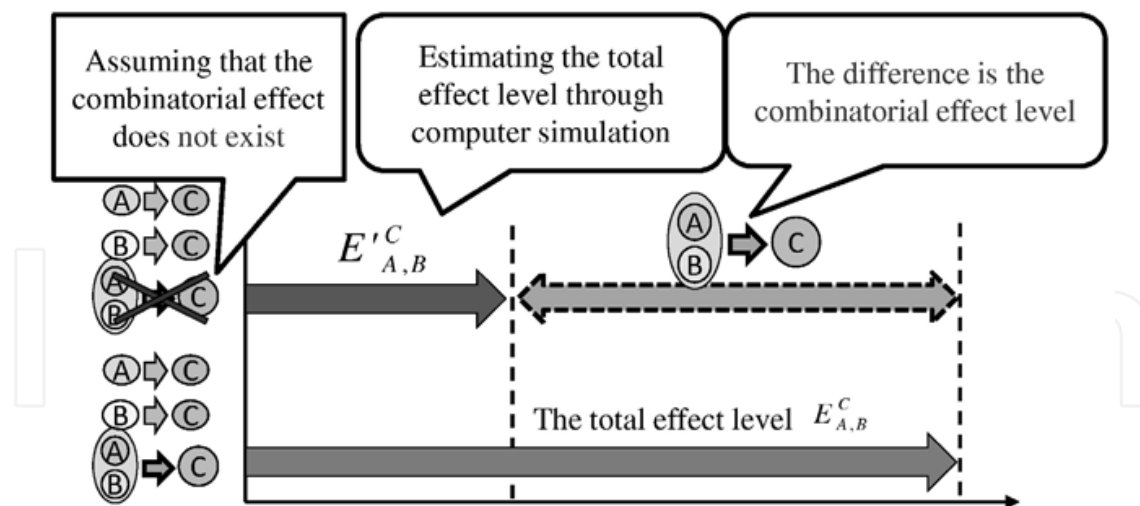 Assuming that the
combinatorial effect
does not exist
Estimating the total
effect level through
computer simulation
The difference is the
combinatorial effect level
A C
B C
A
B
C
E'^C_{A,B}
A
B
C
A C
B C
A
B
C
The total effect level E^C_{A,B}